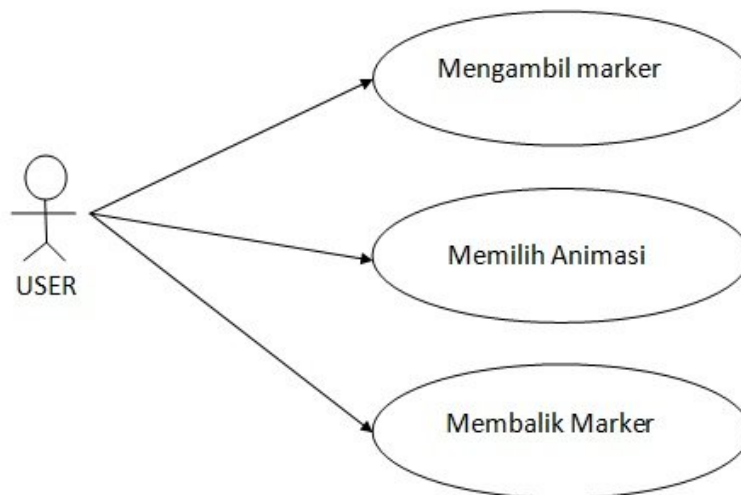 Mengambil marker
Memilih Animasi
USER
Membalik Marker